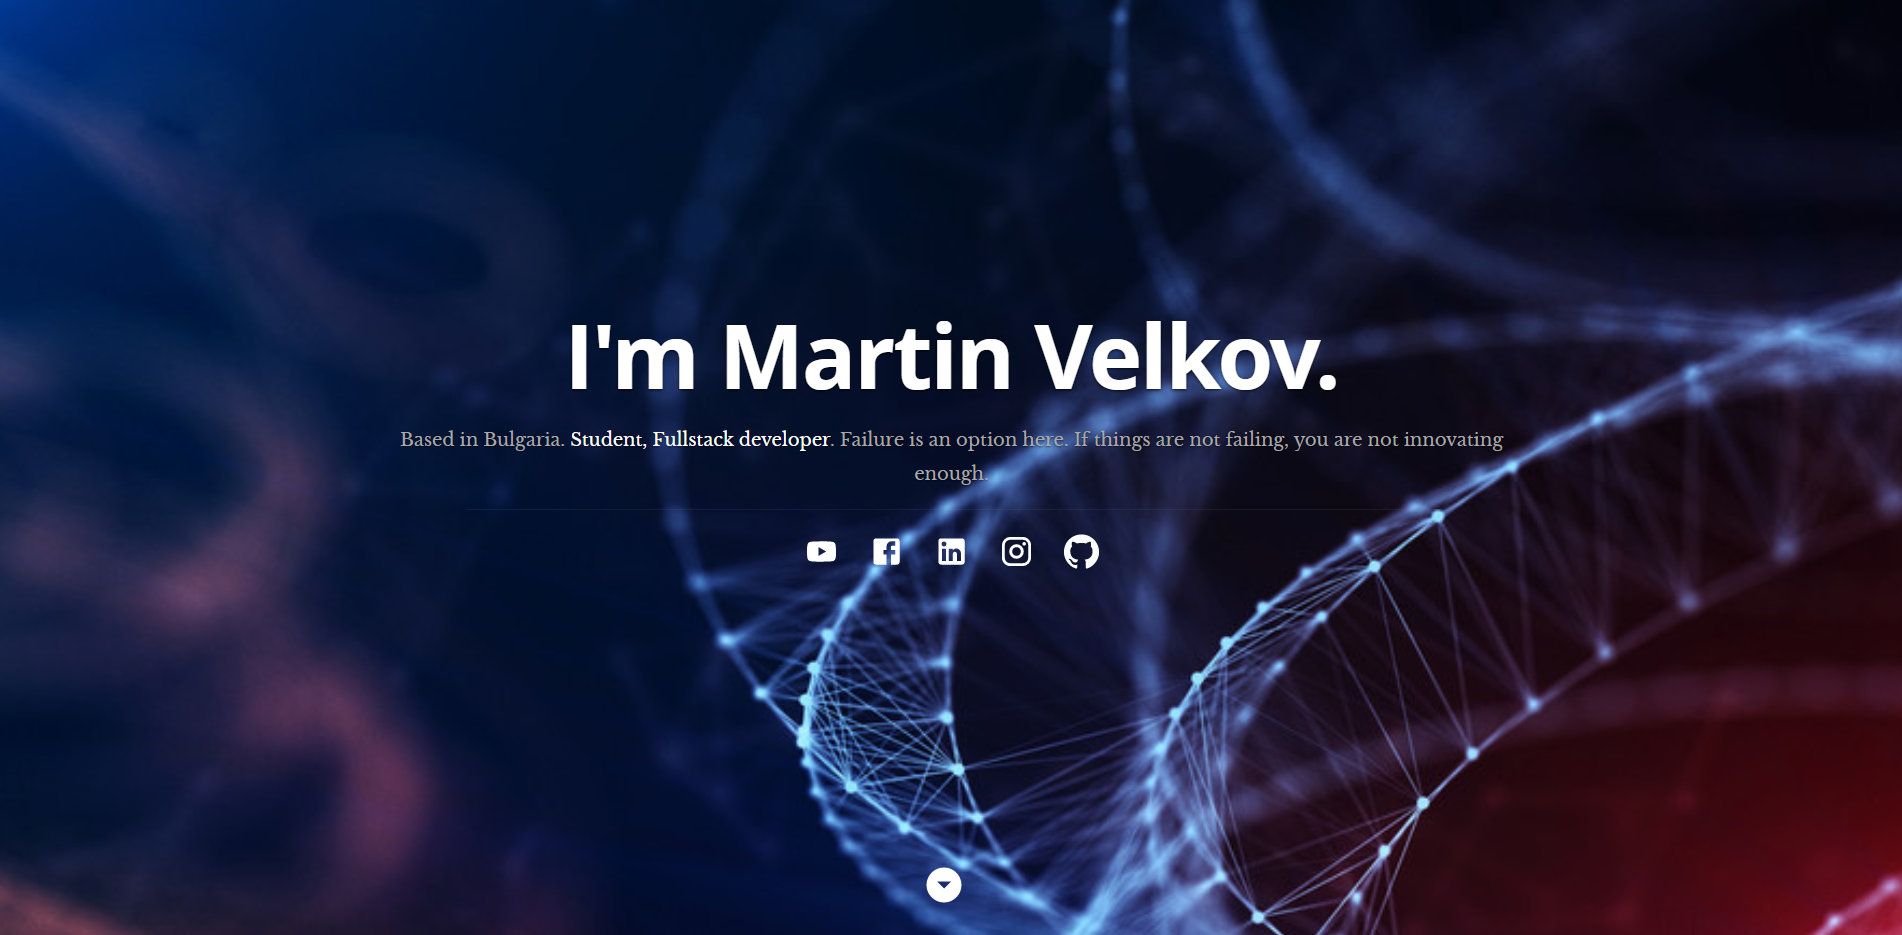 I'm Martin Velkov.
Based in Bulgaria. Student, Fullstack developer. Failure is an option here. If things are not failing, you are not innovating
enough.